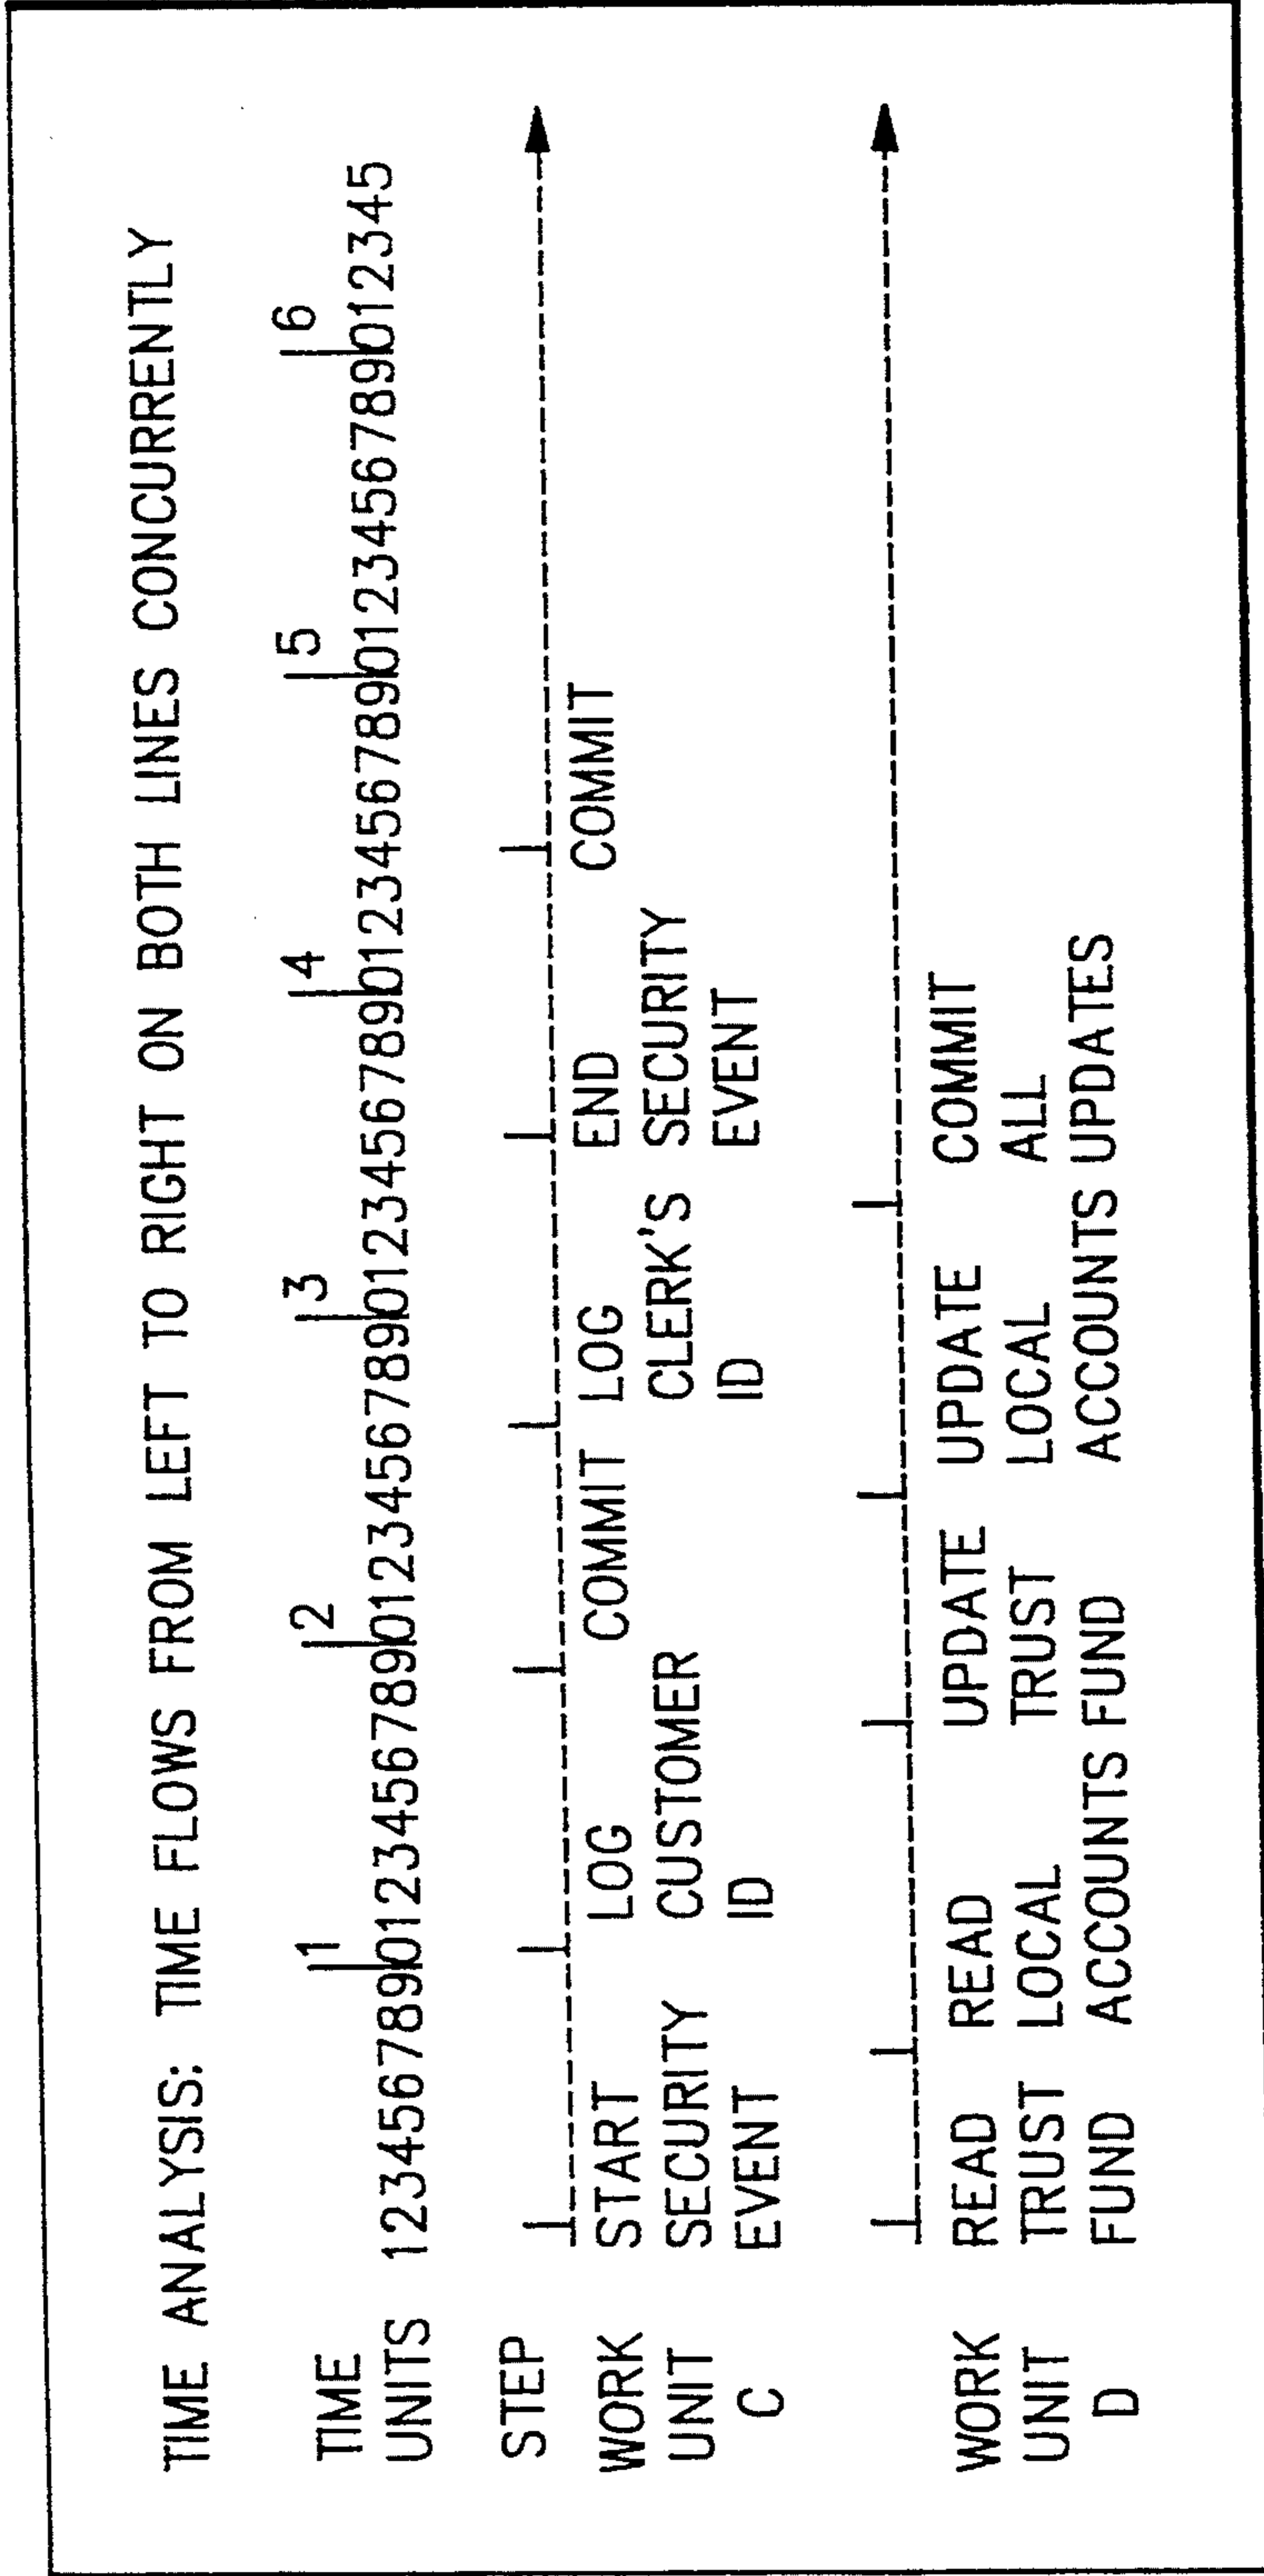 TIME ANALYSIS: TIME FLOWS FROM LEFT TO RIGHT ON BOTH LINES CONCURRENTLY
1 2 3 4 5 6
TIME
UNITS 12345678901234567890123456789012345678901234567890123456789012345
STEP
WORK START LOG COMMIT LOG END COMMIT
UNIT SECURITY CUSTOMER CLERK'S SECURITY
C EVENT ID ID EVENT
WORK READ READ UPDATE UPDATE COMMIT
UNIT TRUST LOCAL TRUST LOCAL ALL
D FUND ACCOUNTS FUND ACCOUNTS UPDATES